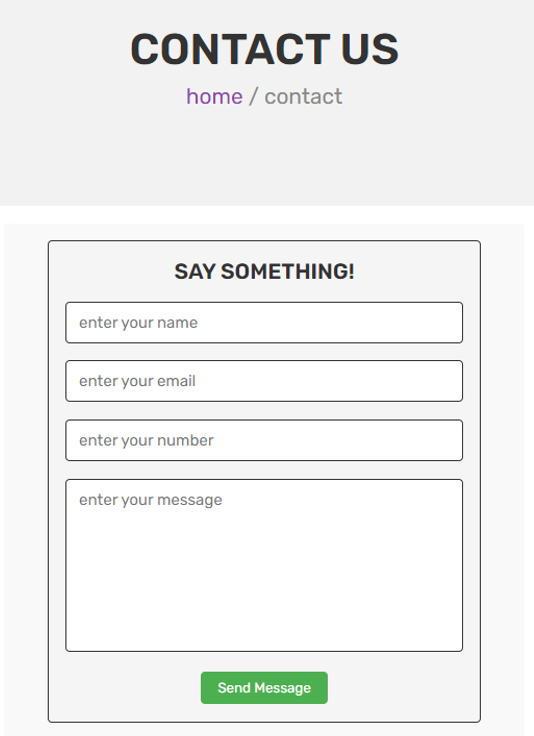 CONTACT US
home / contact
SAY SOMETHING!
enter your name
enter your email
enter your number
enter your message
Send Message